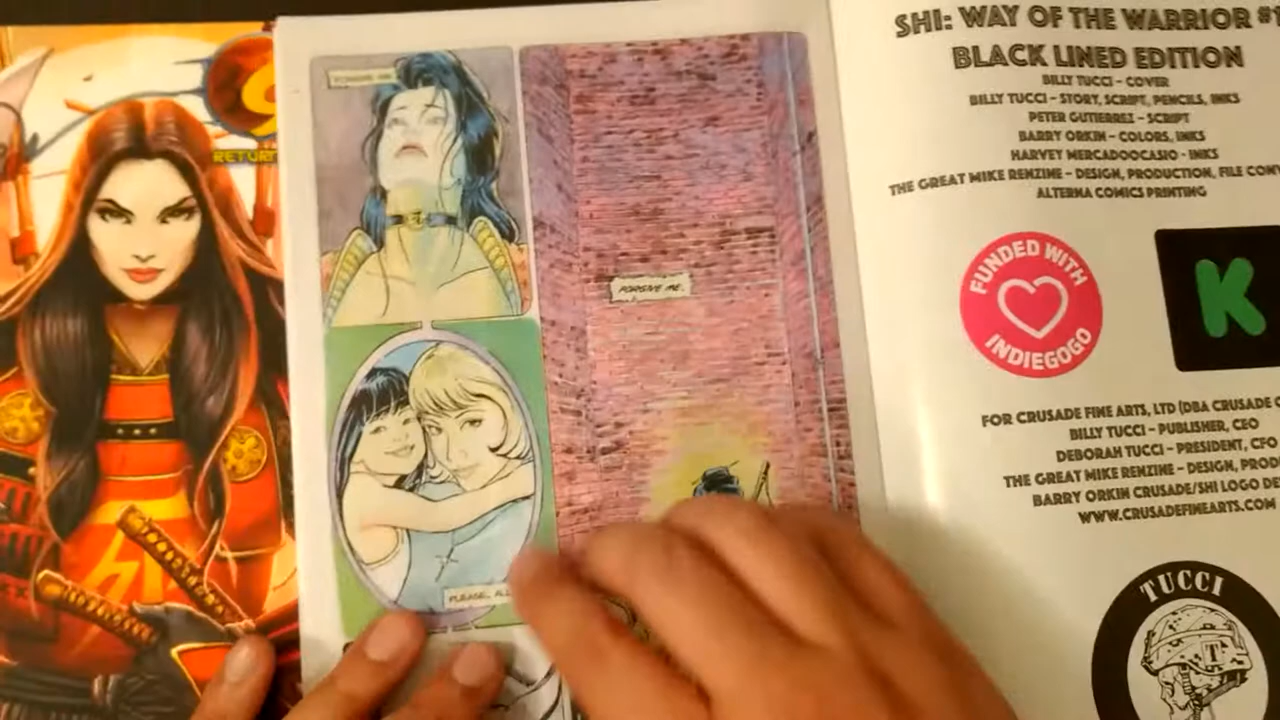 RETURN
FORGIVE ME.
FORGIVE ME.
PLEASE, ALL
SHI: WAY OF THE WARRIOR #1
BLACK LINED EDITION
BILLY TUCCI – COVER
BILLY TUCCI – STORY, SCRIPT, PENCILS, INKS
PETER GUTIERREZ – SCRIPT
BARRY ORKIN – COLORS, INKS
HARVEY MERCADOOCASIO - INKS
THE GREAT MIKE RENZINE – DESIGN, PRODUCTION, FILE CONV
ALTERNA COMICS PRINTING
FUNDED WITH
INDIEGOGO
K
FOR CRUSADE FINE ARTS, LTD (DBA CRUSADE
BILLY TUCCI – PUBLISHER, CEO
DEBORAH TUCCI – PRESIDENT, CFO
THE GREAT MIKE RENZINE – DESIGN, PROD
BARRY ORKIN CRUSADE/SHI LOGO DE
WWW.CRUSADEFINEARTS.COM
TUCCI
T